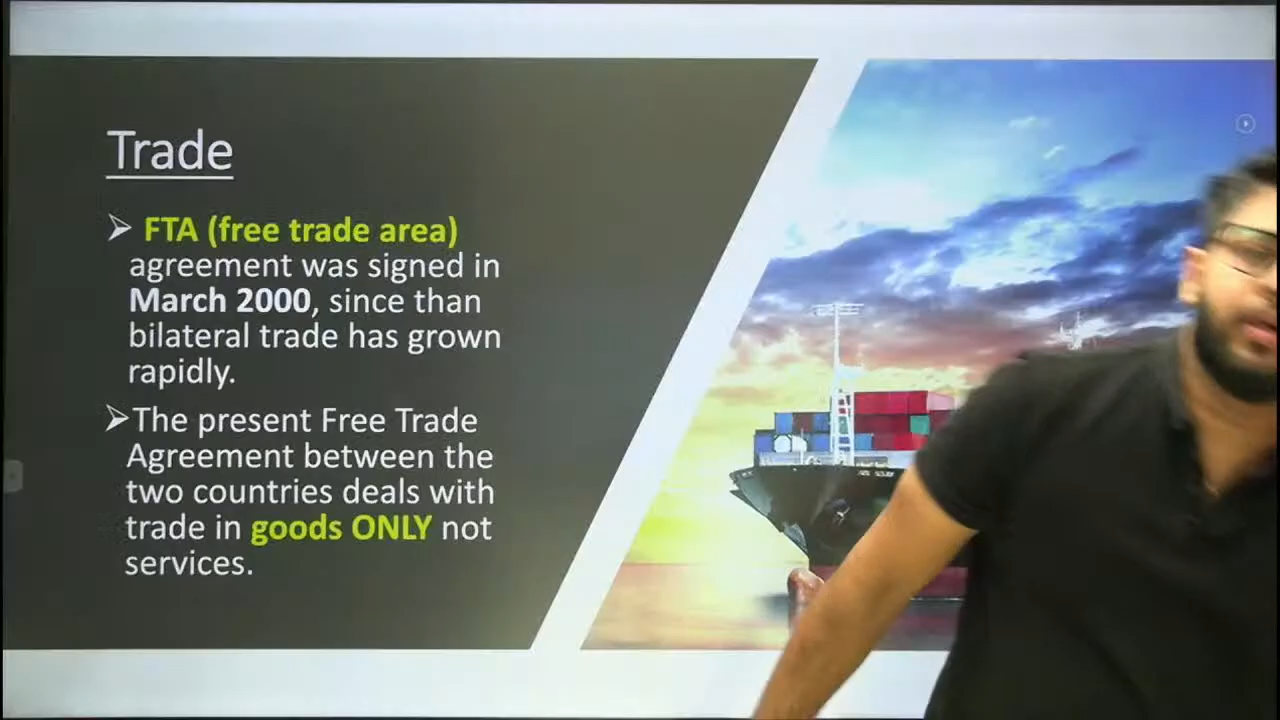 Trade
➢ FTA (free trade area)
agreement was signed in
March 2000, since than
bilateral trade has grown
rapidly.
➢The present Free Trade
Agreement between the
two countries deals with
trade in goods ONLY not
services.